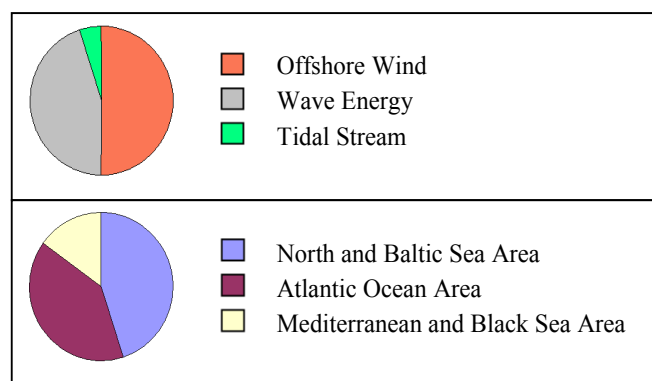 Offshore Wind
Wave Energy
Tidal Stream
North and Baltic Sea Area
Atlantic Ocean Area
Mediterranean and Black Sea Area